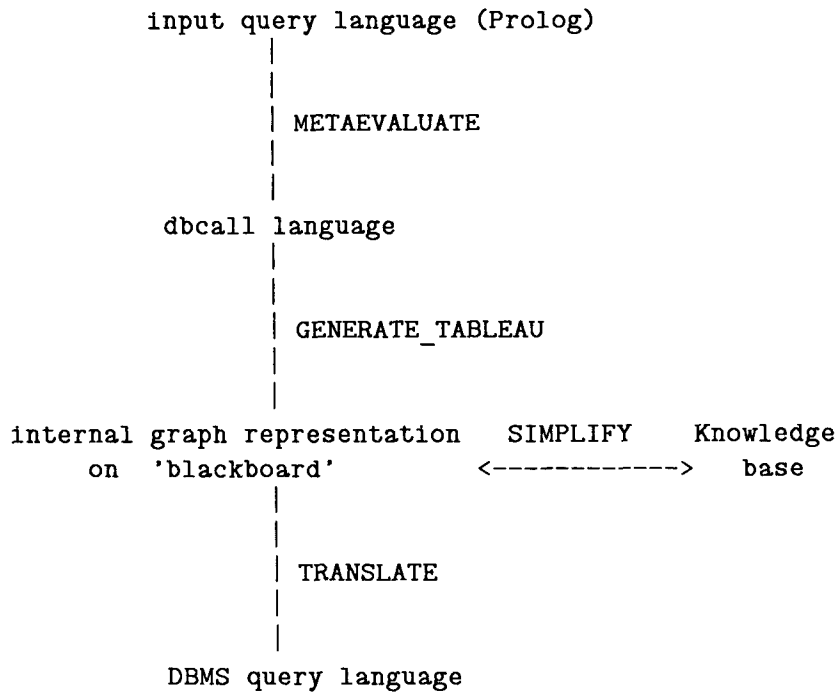 input query language (Prolog)
METAEVALUATE
dbcall language
GENERATE_TABLEAU
internal graph representation SIMPLIFY Knowledge
on 'blackboard' <------------> base
TRANSLATE
DBMS query language